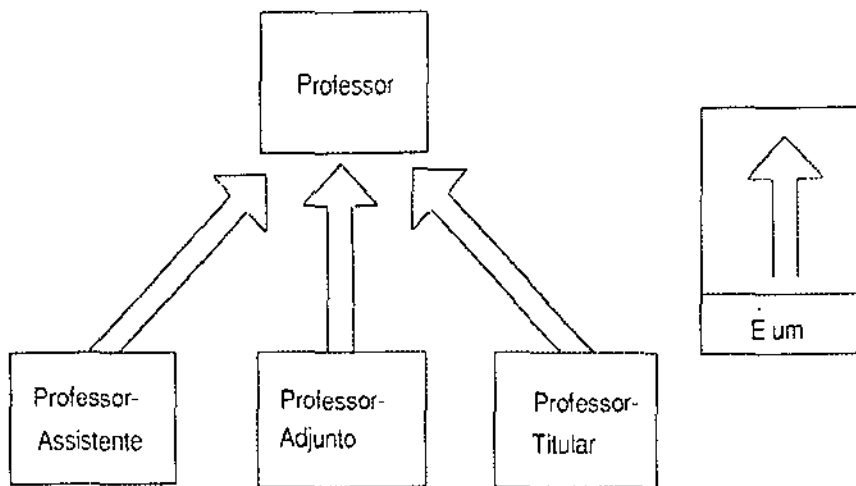 Professor
É um
Professor-
Assistente
Professor-
Adjunto
Professor-
Titular